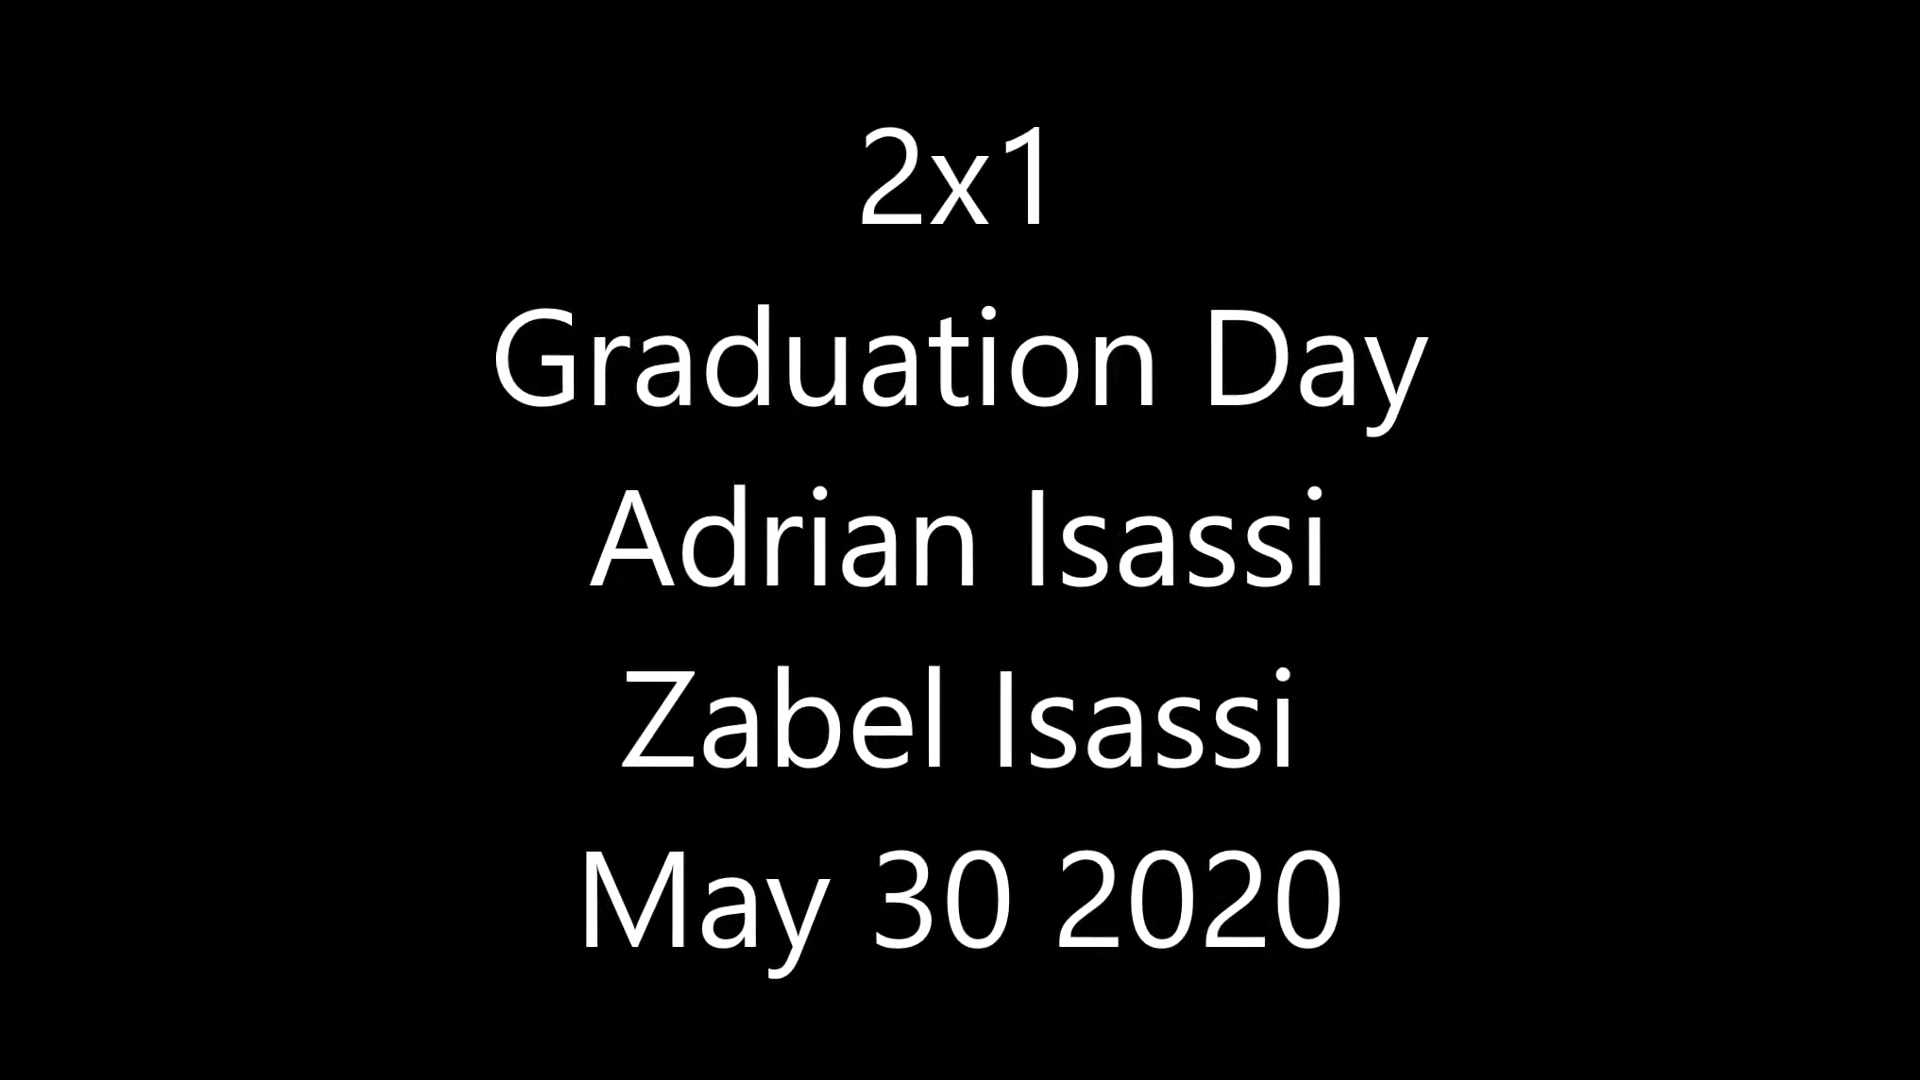 2x1
Graduation Day
Adrian Isassi
Zabel Isassi
May 30 2020